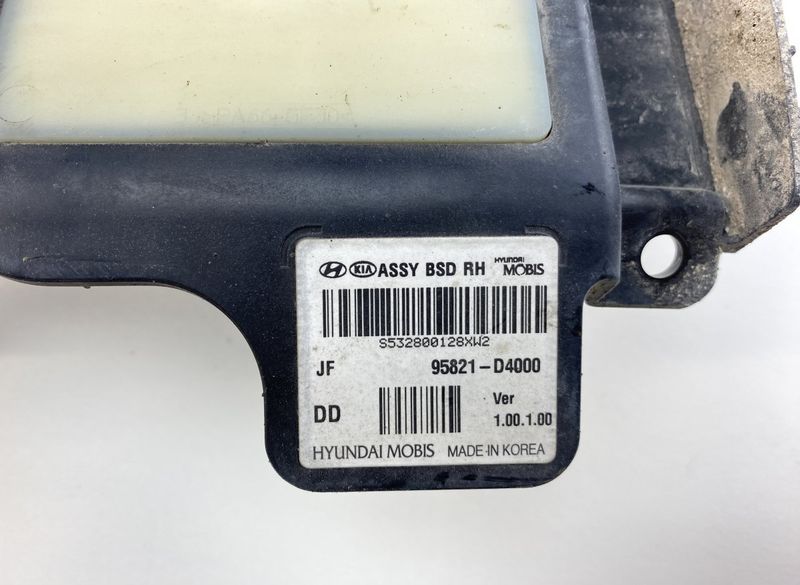 KIA ASSY BSD RH HYUNDAI MOBIS
S532800128XW2
JF 95821-D4000
DD Ver 1.00.1.00
HYUNDAI MOBIS MADE IN KOREA